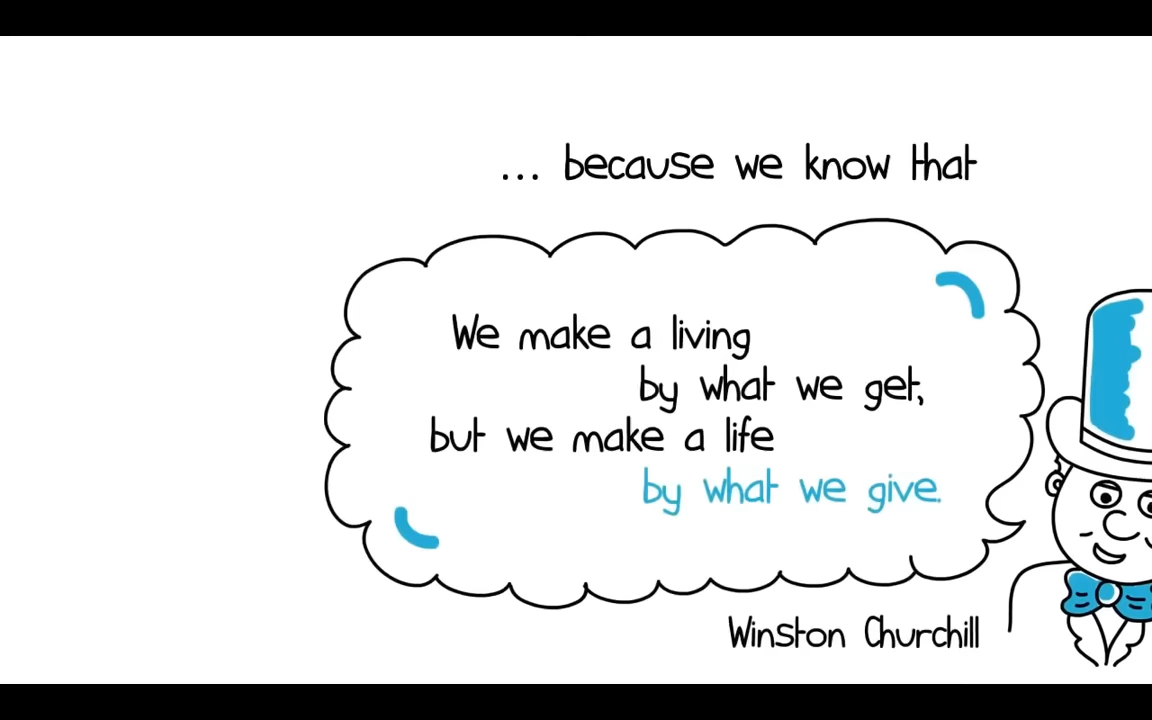 ... because we know that
We make a living
by what we get,
but we make a life
by what we give.
Winston Churchill